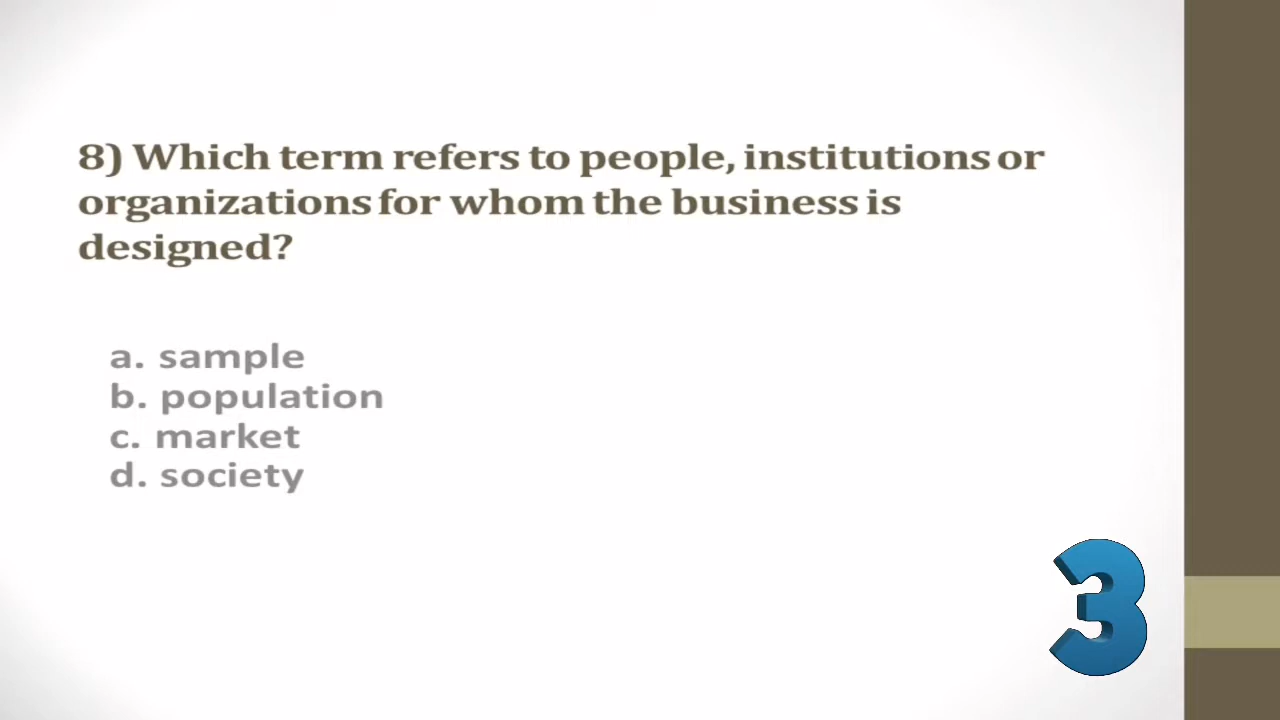 8) Which term refers to people, institutions or
organizations for whom the business is
designed?
a. sample
b. population
c. market
d. society
3